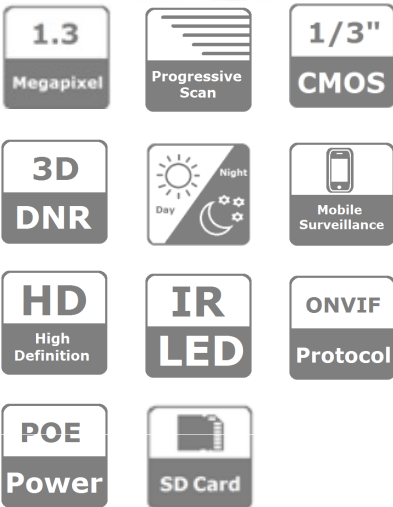 1.3
Megapixel
Progressive
Scan
1/3"
CMOS
3D
DNR
Night
Day
Mobile
Surveillance
HD
High
Definition
IR
LED
ONVIF
Protocol
POE
Power
SD Card